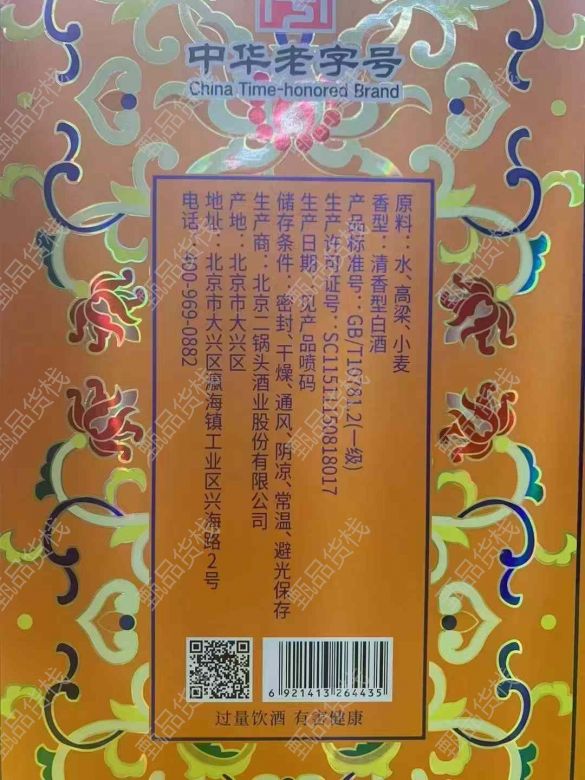 中华老字号
China Time-honored Brand
原料：水、高粱、小麦
香型：清香型白酒
产品标准号：GB/T10781.2(一级)
生产许可证号：SC11511150818017
生产日期：见产品喷码
储存条件：密封、干燥、通风、阴凉、常温、避光保存
生产商：北京二锅头酒业股份有限公司
产地：北京市大兴区
地址：北京市大兴区瀛海镇工业区兴海路2号
电话：400-969-0882
6 921413 264435
过量饮酒 有害健康
甄品货栈